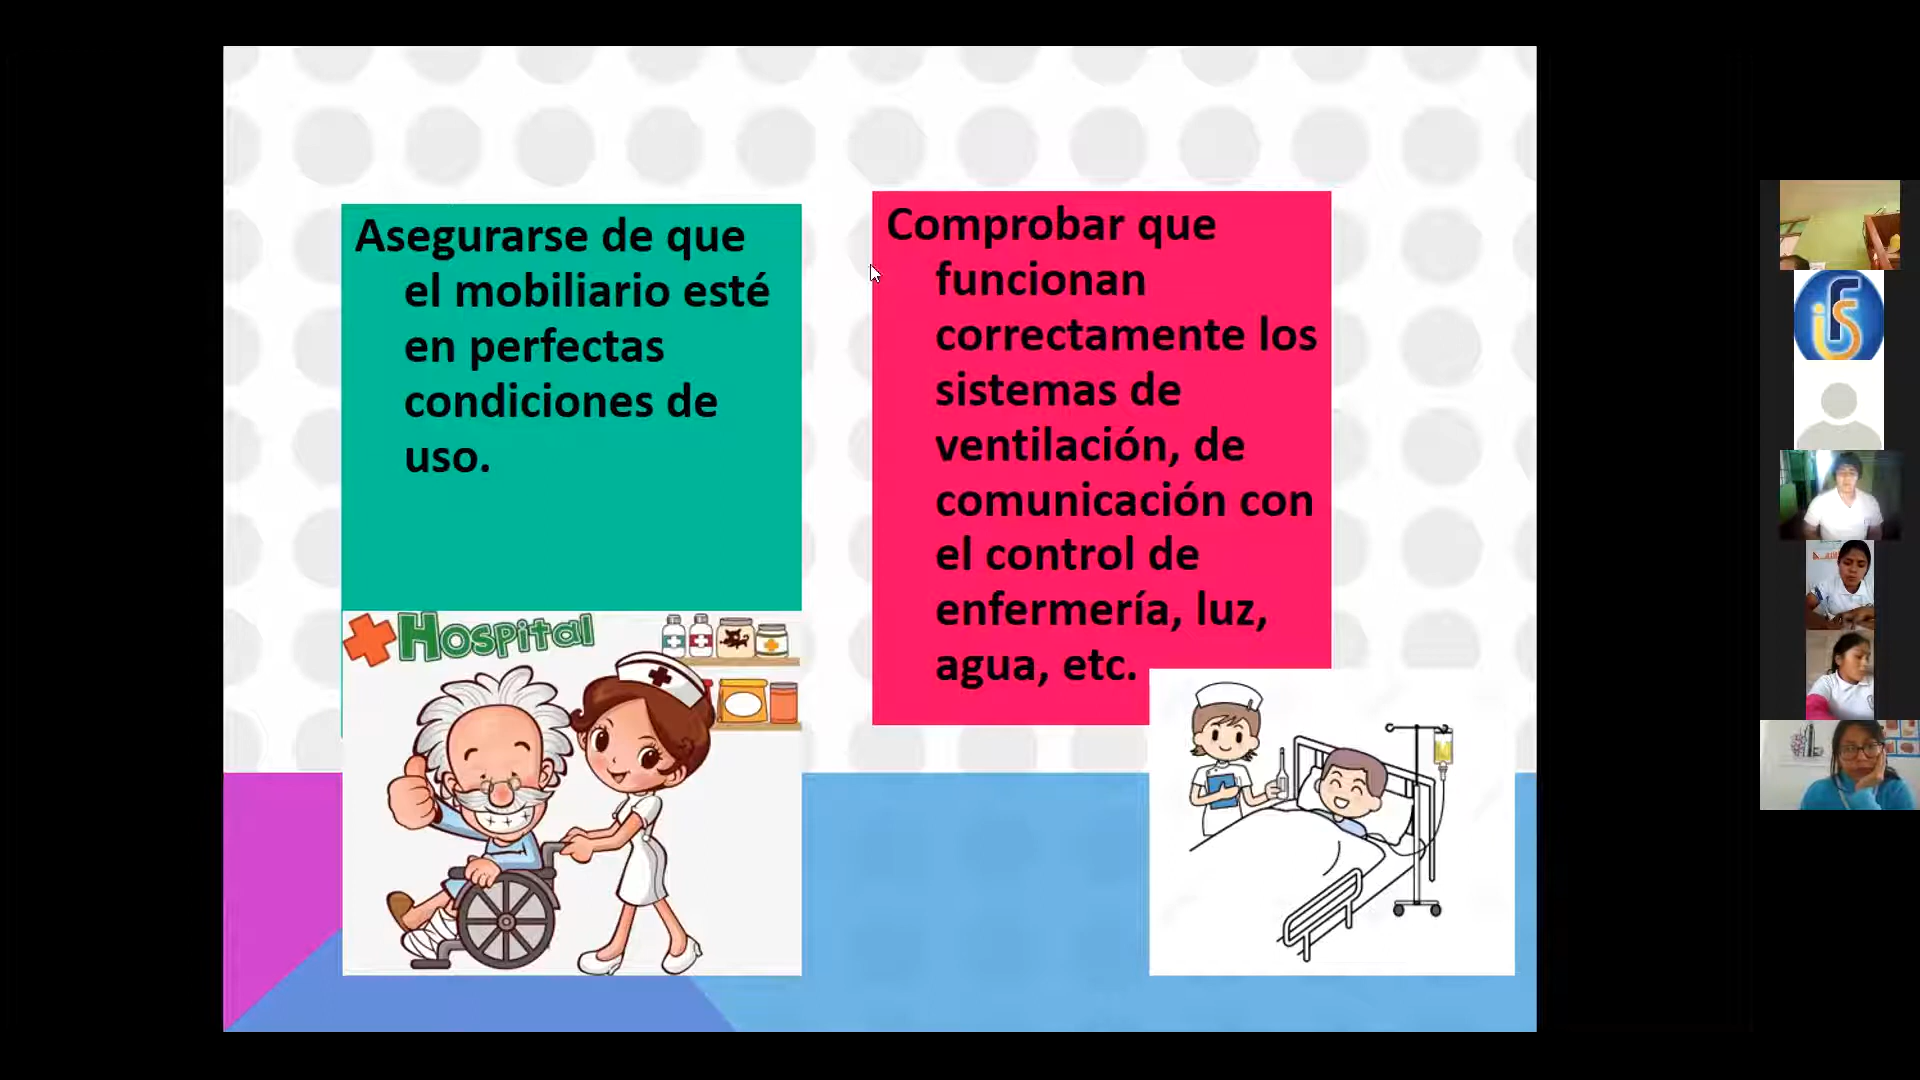 Asegurarse de que
el mobiliario esté
en perfectas
condiciones de
uso.
Hospital
Comprobar que
funcionan
correctamente los
sistemas de
ventilación, de
comunicación con
el control de
enfermería, luz,
agua, etc.